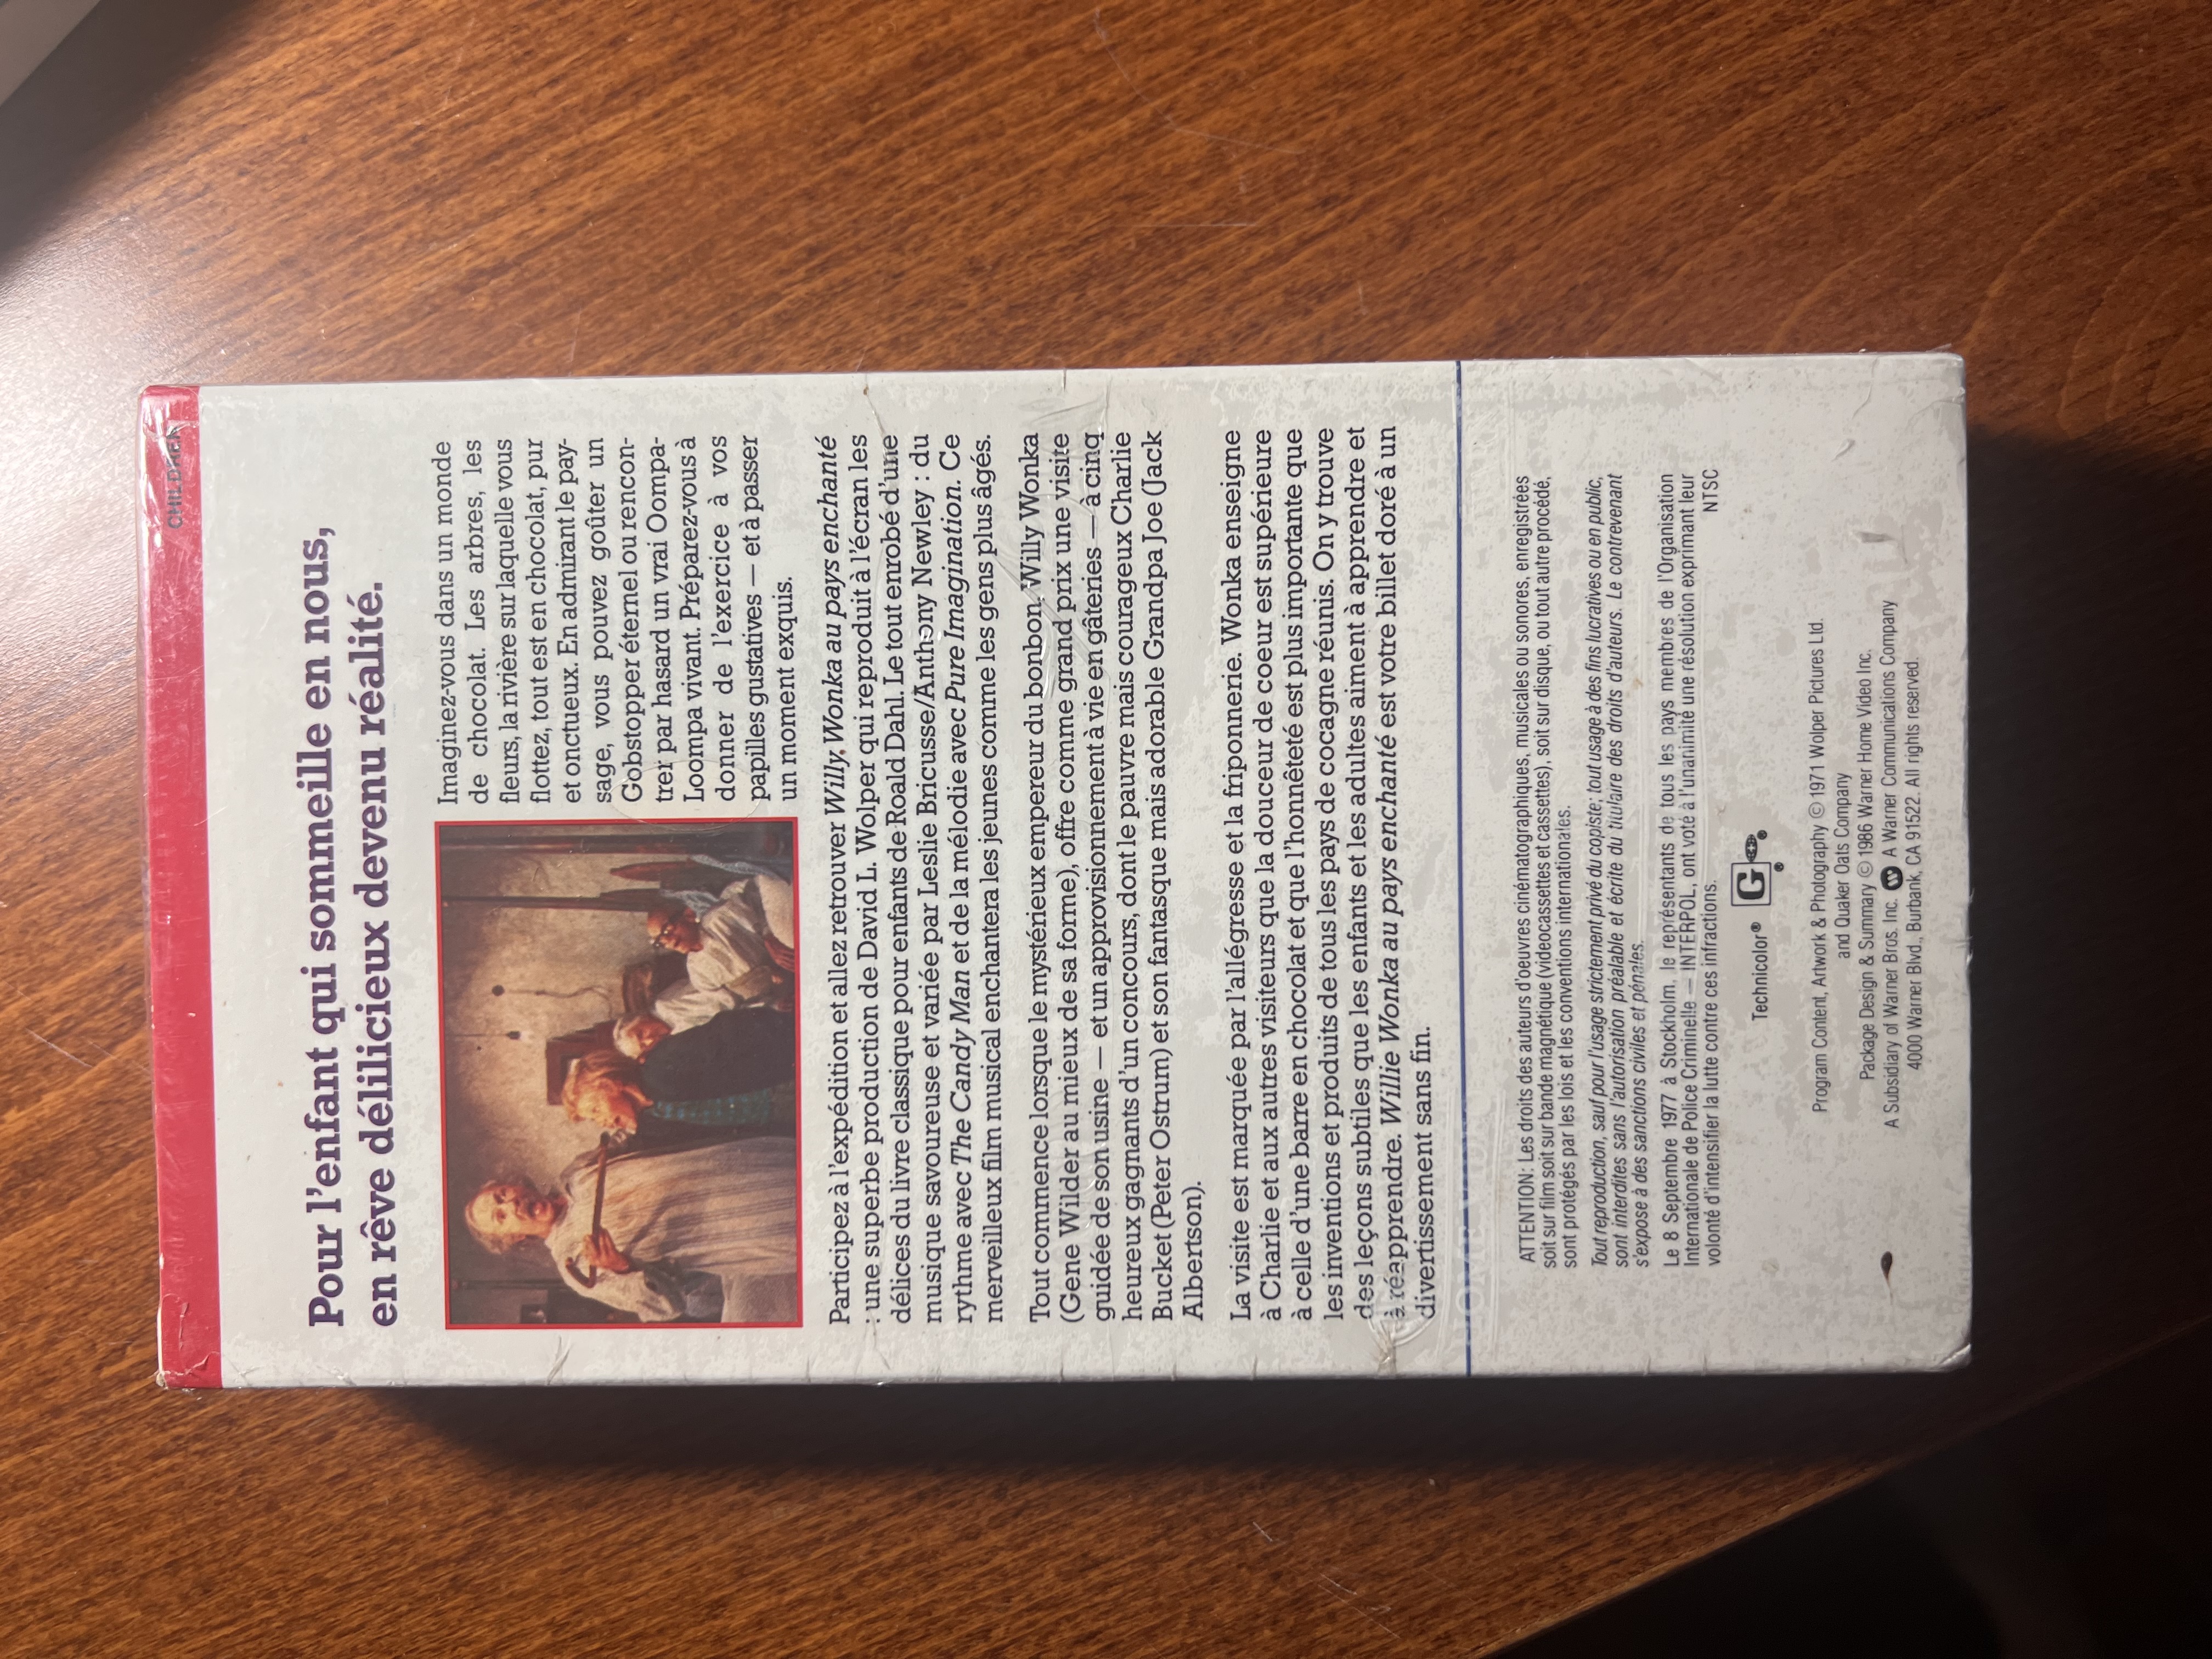 CHILDREN
Pour l'enfant qui sommeille en nous,
en rêve délilicieux devenu réalité.
Imaginez-vous dans un monde
de chocolat. Les arbres, les
fleurs, la rivière sur laquelle vous
flottez, tout est en chocolat, pur
et onctueux. En admirant le pay-
sage, vous pouvez goûter un
Gobstopper éternel ou rencon-
trer par hasard un vrai Oompa-
Loompa vivant. Préparez-vous à
donner de l'exercice à vos
papilles gustatives — et à passer
un moment exquis.
Participez à l'expédition et allez retrouver Willy Wonka au pays enchanté
: une superbe production de David L. Wolper qui reproduit à l'écran les
délices du livre classique pour enfants de Roald Dahl. Le tout enrobé d'une
musique savoureuse et variée par Leslie Bricusse/Anthony Newley : du
rythme avec The Candy Man et de la mélodie avec Pure Imagination. Ce
merveilleux film musical enchantera les jeunes comme les gens plus âgés.
Tout commence lorsque le mystérieux empereur du bonbon, Willy Wonka
(Gene Wilder au mieux de sa forme), offre comme grand prix une visite
guidée de son usine — et un approvisionnement à vie en gâteries — à cinq
heureux gagnants d'un concours, dont le pauvre mais courageux Charlie
Bucket (Peter Ostrum) et son fantasque mais adorable Grandpa Joe (Jack
Albertson).
La visite est marquée par l'allégresse et la friponnerie. Wonka enseigne
à Charlie et aux autres visiteurs que la douceur de coeur est supérieure
à celle d'une barre en chocolat et que l'honnêteté est plus importante que
les inventions et produits de tous les pays de cocagne réunis. On y trouve
des leçons subtiles que les enfants et les adultes aiment à apprendre et
à réapprendre. Willie Wonka au pays enchanté est votre billet doré à un
divertissement sans fin.
ATTENTION: Les droits des auteurs d'oeuvres cinématographiques, musicales ou sonores, enregistrées
soit sur film soit sur bande magnétique (videocassettes et cassettes), soit sur disque, ou tout autre procédé,
sont protégés par les lois et les conventions internationales.
Tout reproduction, sauf pour l'usage strictement privé du copiste; tout usage à des fins lucratives ou en public,
sont interdites sans l'autorisation préalable et écrite du titulaire des droits d'auteurs. Le contrevenant
s'expose à des sanctions civiles et pénales.
Le 8 Septembre 1977 à Stockholm, le représentants de tous les pays membres de l'Organisation
Internationale de Police Criminelle — INTERPOL, ont voté à l'unanimité une résolution exprimant leur
volonté d'intensifier la lutte contre ces infractions. NTSC
Technicolor® G ®
®
Program Content, Artwork & Photography © 1971 Wolper Pictures Ltd.
and Quaker Oats Company
Package Design & Summary © 1986 Warner Home Video Inc.
A Subsidiary of Warner Bros. Inc. W A Warner Communications Company
4000 Warner Blvd., Burbank, CA 91522. All rights reserved.